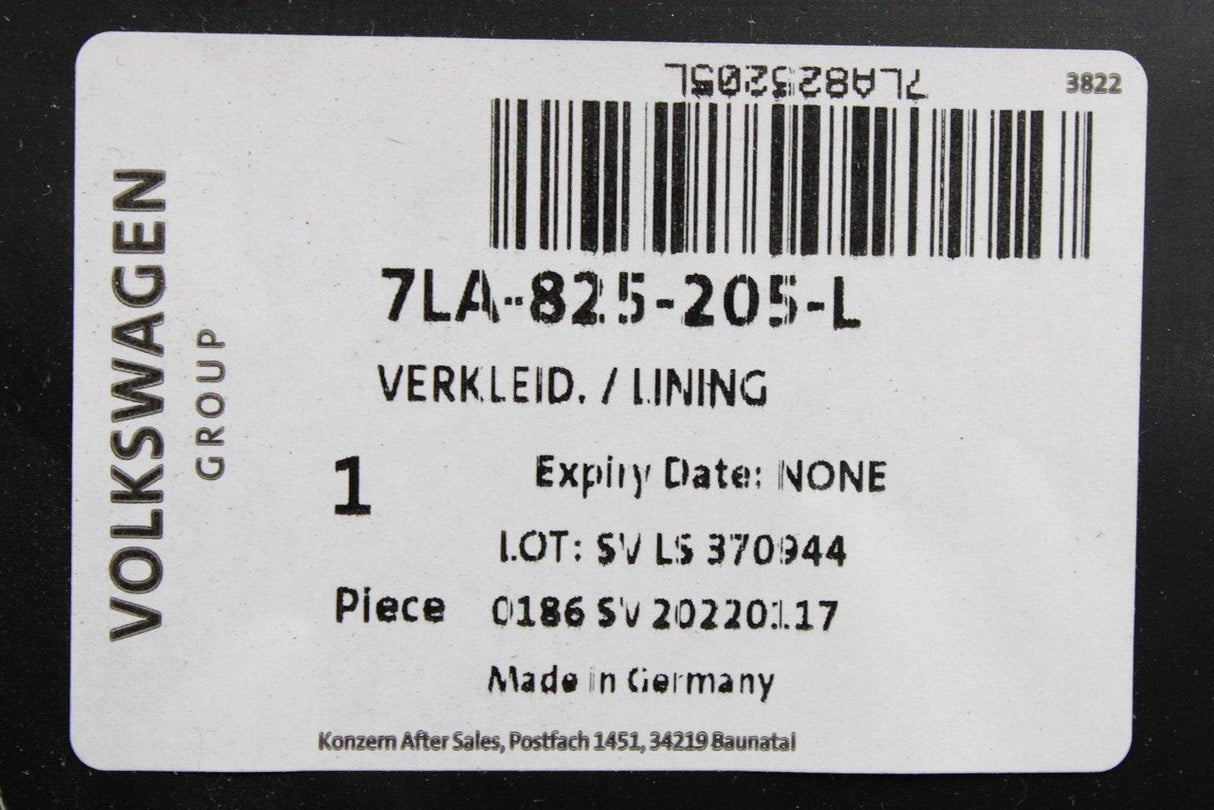 7LA825205L
3822
VOLKSWAGEN
GROUP
7LA-825-205-L
VERKLEID. / LINING
1
Expiry Date: NONE
LOT: SV LS 370944
Piece
0186 SV 20220117
Made in Germany
Konzern After Sales, Postfach 1451, 34219 Baunatal